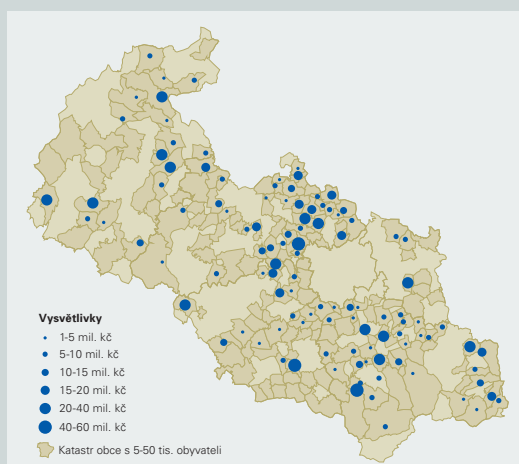 Vysvětlivky
1-5 mil. kč
5-10 mil. kč
10-15 mil. kč
15-20 mil. kč
20-40 mil. kč
40-60 mil. kč
Katastr obce s 5-50 tis. obyvateli